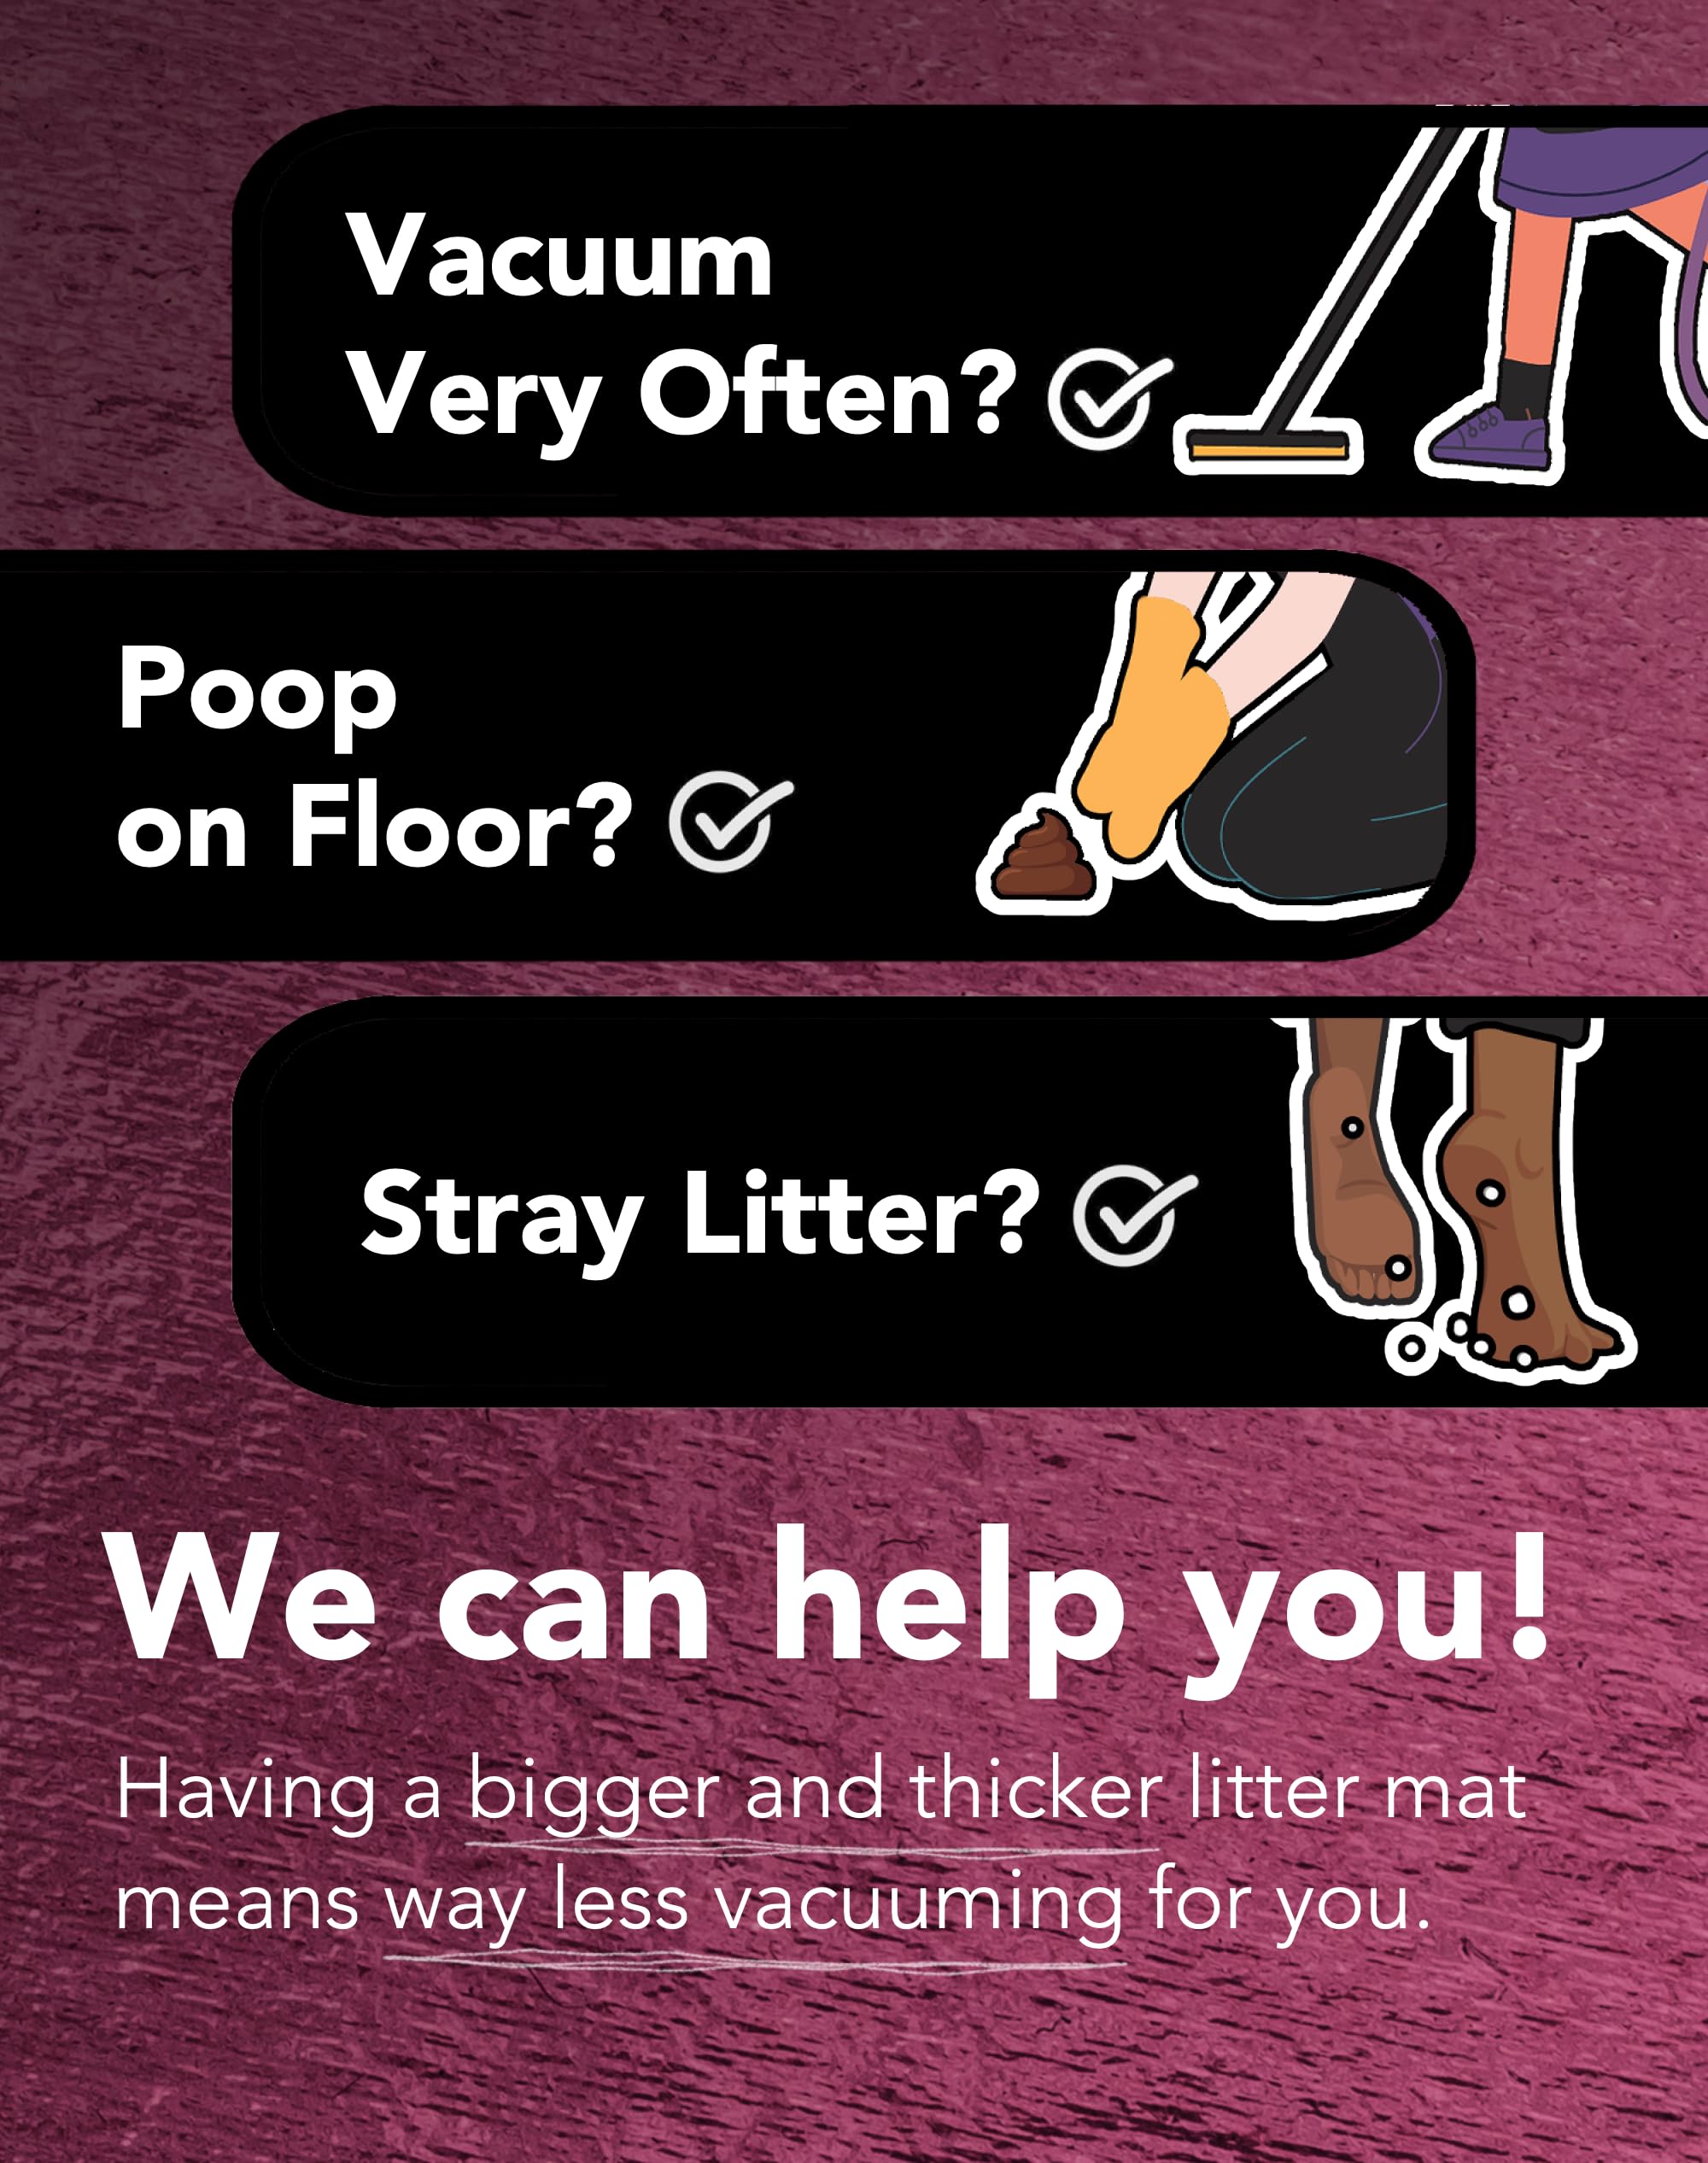 Vacuum
Very Often?
Poop
on Floor?
Stray Litter?
We can help you!
Having a bigger and thicker litter mat
means way less vacuuming for you.